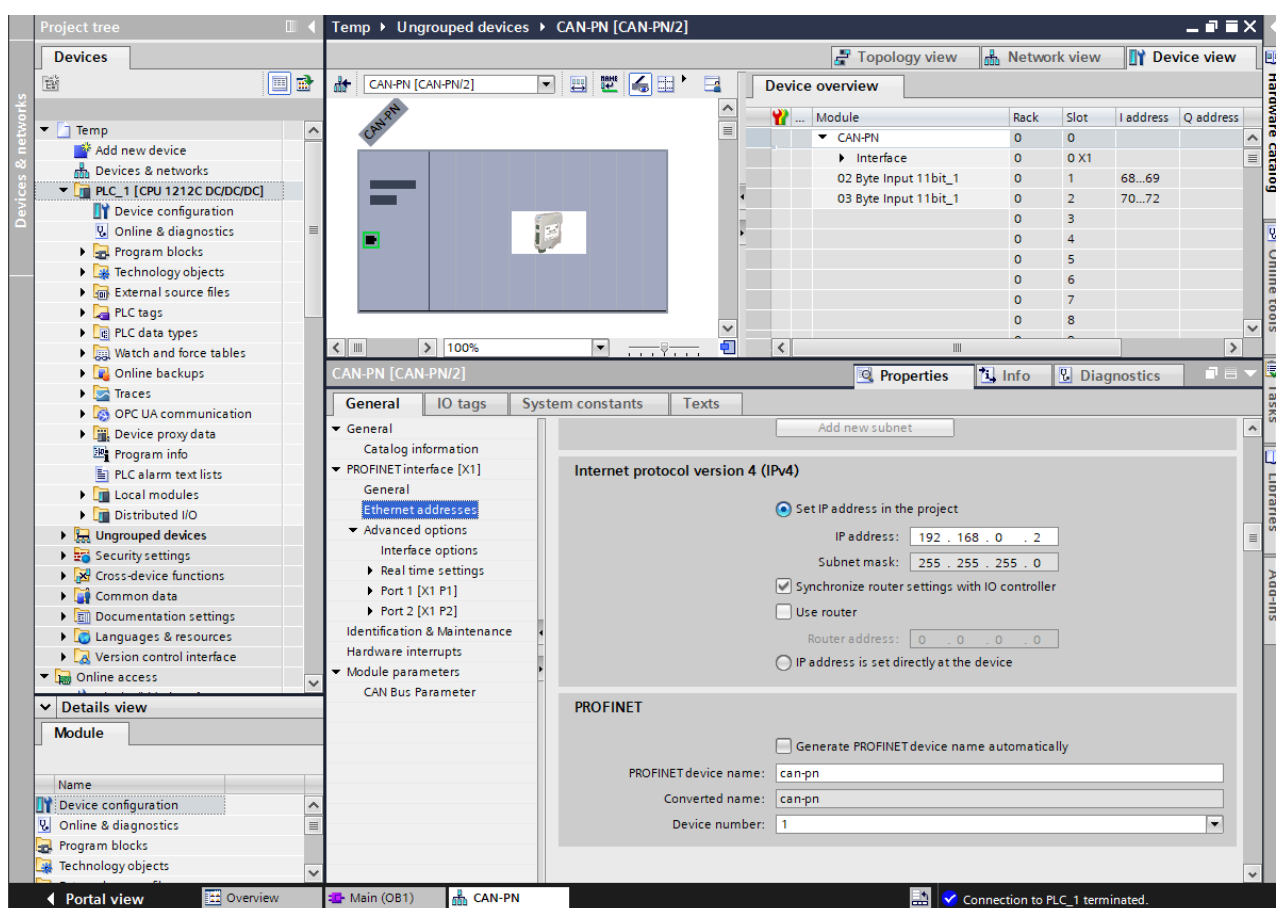 Project tree
Temp Ungrouped devices CAN-PN [CAN-PN/2]
Devices
Topology view Network view Device view
Devices & networks
CAN-PN [CAN-PN/2]
CAN-PN
Temp
Add new device
Devices & networks
PLC_1 [CPU 1212C DC/DC/DC]
Device configuration
Online & diagnostics
Program blocks
Technology objects
External source files
PLC tags
PLC data types
Watch and force tables
Online backups
Traces
OPC UA communication
Device proxy data
Program info
PLC alarm text lists
Local modules
Distributed I/O
Ungrouped devices
Security settings
Cross-device functions
Common data
Documentation settings
Languages & resources
Version control interface
Online access
Details view
Module
Name
Device configuration
Online & diagnostics
Program blocks
Technology objects
100%
Device overview
... Module Rack Slot I address Q address
CAN-PN 0 0
Interface 0 0 X1
02 Byte Input 11bit_1 0 1 68...69
03 Byte Input 11bit_1 0 2 70...72
0 3
0 4
0 5
0 6
0 7
0 8
CAN-PN [CAN-PN/2]
Properties Info Diagnostics
General IO tags System constants Texts
General
Catalog information
PROFINET interface [X1]
General
Ethernet addresses
Advanced options
Interface options
Real time settings
Port 1 [X1 P1]
Port 2 [X1 P2]
Identification & Maintenance
Hardware interrupts
Module parameters
CAN Bus Parameter
Add new subnet
Internet protocol version 4 (IPv4)
Set IP address in the project
IP address: 192 . 168 . 0 . 2
Subnet mask: 255 . 255 . 255 . 0
Synchronize router settings with IO controller
Use router
Router address: 0 . 0 . 0 . 0
IP address is set directly at the device
PROFINET
Generate PROFINET device name automatically
PROFINET device name: can-pn
Converted name: can-pn
Device number: 1
Hardware catalog
Online tools
Tasks
Libraries
Add-ins
Portal view Overview Main (OB1) CAN-PN Connection to PLC_1 terminated.